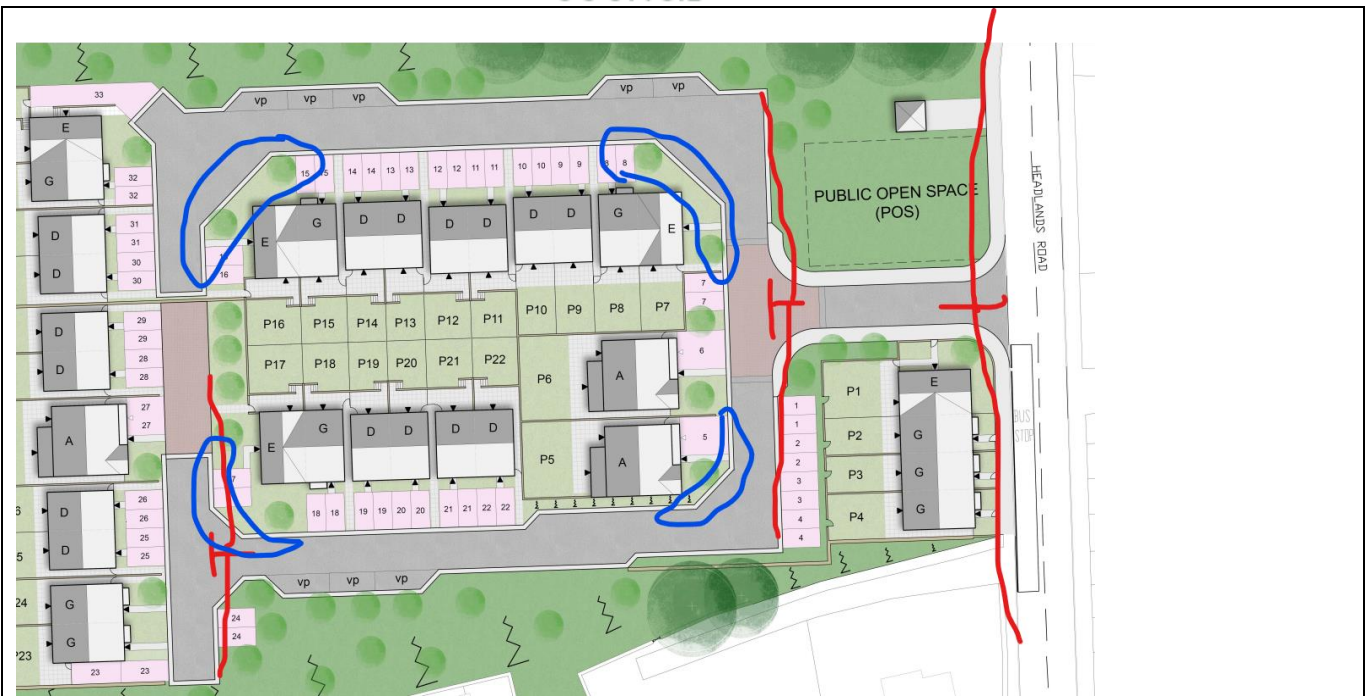 33
vp vp vp
vp vp
E
G
15
14 14 13 13
12 12 11 11
10 10 9 9
8
32
32
PUBLIC OPEN SPACE
(POS)
HEADLANDS ROAD
31
31
30
30
D
D
E
G
D D
D D
D D
G
E
16
7
7
29
29
28
28
D
D
P16 P15 P14 P13 P12 P11 P10 P9 P8 P7
P17 P18 P19 P20 P21 P22
P6
A
6
P1
E
27
27
A
1
1
2
2
3
3
4
4
P2
G
P3
G
P4
G
BUS
STOP
E
G
D D
D D
P5
A
5
26
26
25
25
D
D
18 18 19 19 20 20 21 21 22 22
vp vp vp
24
24
G
G
24
P23
23 23